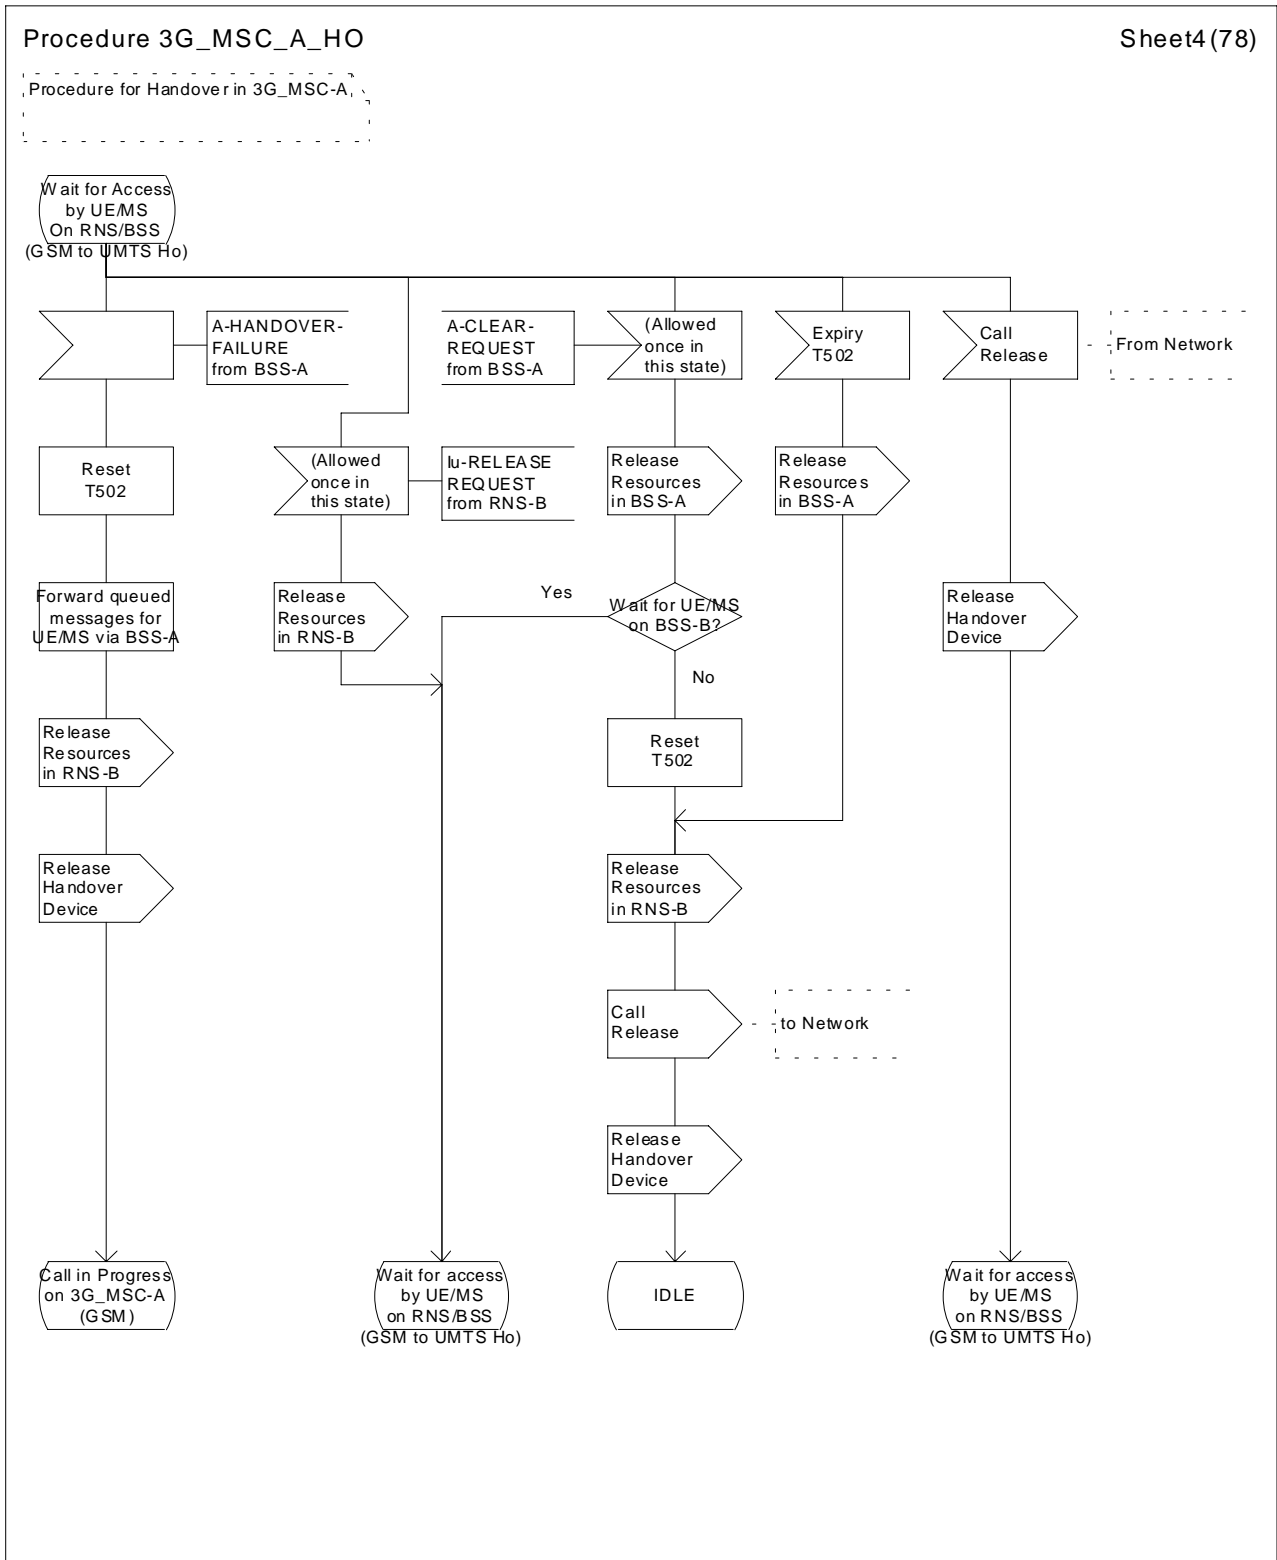 Procedure 3G_MSC_A_HO
Sheet4(78)
Procedure for Handover in 3G_MSC-A
Wait for Access
by UE/MS
On RNS/BSS
(GSM to UMTS Ho)
A-HANDOVER-
FAILURE
from BSS-A
A-CLEAR-
REQUEST
from BSS-A
(Allowed
once in
this state)
Expiry
T502
Call
Release
From Network
Reset
T502
(Allowed
once in
this state)
Iu-RELEASE
REQUEST
from RNS-B
Release
Resources
in BSS-A
Release
Resources
in BSS-A
Forward queued
messages for
UE/MS via BSS-A
Release
Resources
in RNS-B
Yes
Wait for UE/MS
on BSS-B?
No
Release
Handover
Device
Release
Resources
in RNS-B
Reset
T502
Release
Handover
Device
Release
Resources
in RNS-B
Call
Release
to Network
Release
Handover
Device
Call in Progress
on 3G_MSC-A
(GSM)
Wait for access
by UE/MS
on RNS/BSS
(GSM to UMTS Ho)
IDLE
Wait for access
by UE/MS
on RNS/BSS
(GSM to UMTS Ho)